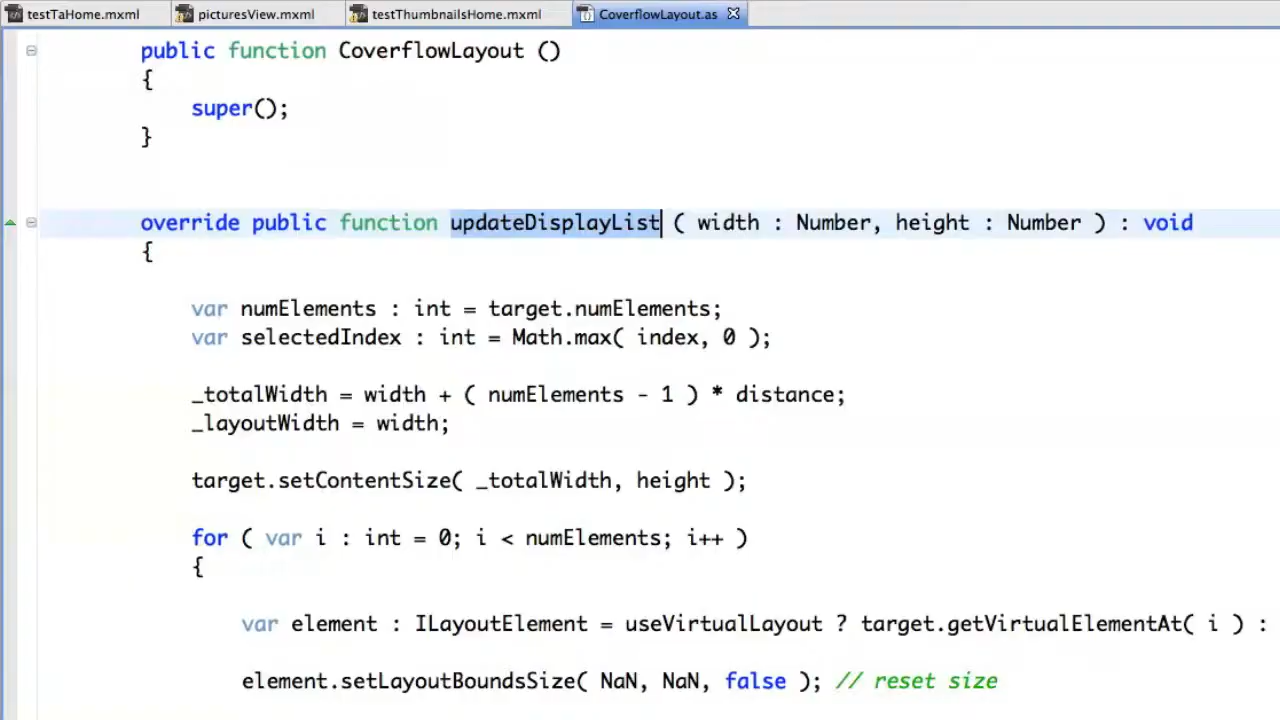 testTaHome.mxml picturesView.mxml testThumbnailsHome.mxml CoverflowLayout.as
public function CoverflowLayout ()
{
super();
}
override public function updateDisplayList ( width : Number, height : Number ) : void
{
var numElements : int = target.numElements;
var selectedIndex : int = Math.max( index, 0 );
_totalWidth = width + ( numElements - 1 ) * distance;
_layoutWidth = width;
target.setContentSize( _totalWidth, height );
for ( var i : int = 0; i < numElements; i++ )
{
var element : ILayoutElement = useVirtualLayout ? target.getVirtualElementAt( i ) :
element.setLayoutBoundsSize( NaN, NaN, false ); // reset size